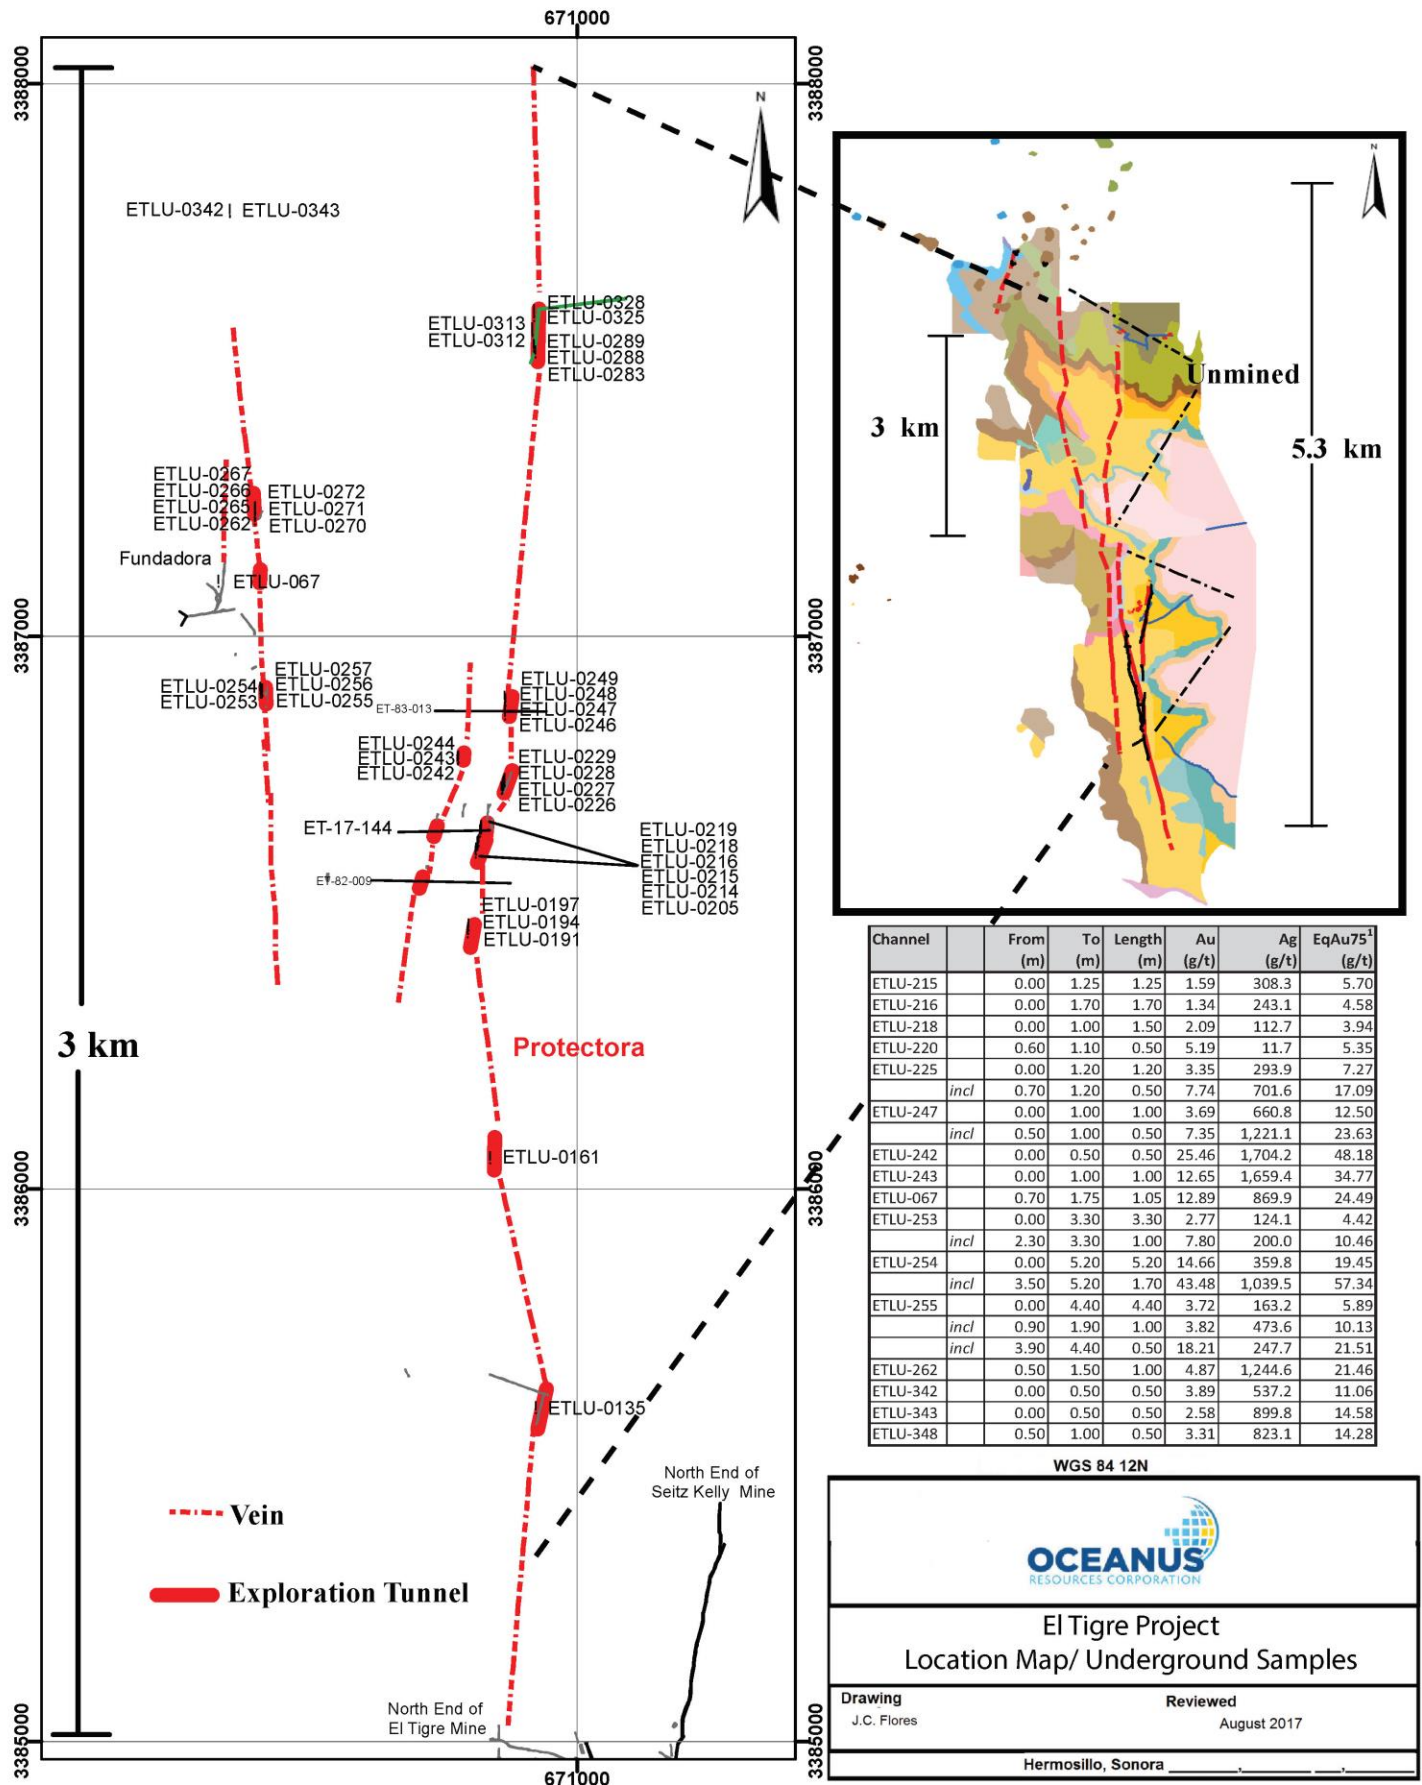 671000
3388000
3388000
N
ETLU-0342
ETLU-0343
ETLU-0328
ETLU-0325
ETLU-0313
ETLU-0312
ETLU-0289
ETLU-0288
ETLU-0283
ETLU-0267
ETLU-0266
ETLU-0265
ETLU-0262
ETLU-0272
ETLU-0271
ETLU-0270
Fundadora
ETLU-067
3387000
3387000
ETLU-0254
ETLU-0253
ETLU-0257
ETLU-0256
ETLU-0255
ETLU-0249
ETLU-0248
ETLU-0247
ETLU-0246
ET-83-013
ETLU-0244
ETLU-0243
ETLU-0242
ETLU-0229
ETLU-0228
ETLU-0227
ETLU-0226
ET-17-144
ETLU-0219
ETLU-0218
ETLU-0216
ETLU-0215
ETLU-0214
ETLU-0205
ET-82-009
ETLU-0197
ETLU-0194
ETLU-0191
3 km
Protectora
ETLU-0161
3386000
3386000
ETLU-0135
North End of
Seitz Kelly Mine
Vein
Exploration Tunnel
North End of
El Tigre Mine
3385000
3385000
671000
N
Unmined
3 km
5.3 km
Channel From To Length Au Ag EqAu75¹
(m) (m) (m) (g/t) (g/t) (g/t)
ETLU-215 0.00 1.25 1.25 1.59 308.3 5.70
ETLU-216 0.00 1.70 1.70 1.34 243.1 4.58
ETLU-218 0.00 1.00 1.50 2.09 112.7 3.94
ETLU-220 0.60 1.10 0.50 5.19 11.7 5.35
ETLU-225 0.00 1.20 1.20 3.35 293.9 7.27
incl 0.70 1.20 0.50 7.74 701.6 17.09
ETLU-247 0.00 1.00 1.00 3.69 660.8 12.50
incl 0.50 1.00 0.50 7.35 1,221.1 23.63
ETLU-242 0.00 0.50 0.50 25.46 1,704.2 48.18
ETLU-243 0.00 1.00 1.00 12.65 1,659.4 34.77
ETLU-067 0.70 1.75 1.05 12.89 869.9 24.49
ETLU-253 0.00 3.30 3.30 2.77 124.1 4.42
incl 2.30 3.30 1.00 7.80 200.0 10.46
ETLU-254 0.00 5.20 5.20 14.66 359.8 19.45
incl 3.50 5.20 1.70 43.48 1,039.5 57.34
ETLU-255 0.00 4.40 4.40 3.72 163.2 5.89
incl 0.90 1.90 1.00 3.82 473.6 10.13
incl 3.90 4.40 0.50 18.21 247.7 21.51
ETLU-262 0.50 1.50 1.00 4.87 1,244.6 21.46
ETLU-342 0.00 0.50 0.50 3.89 537.2 11.06
ETLU-343 0.00 0.50 0.50 2.58 899.8 14.58
ETLU-348 0.50 1.00 0.50 3.31 823.1 14.28
WGS 84 12N
OCEANUS
RESOURCES CORPORATION
El Tigre Project
Location Map/ Underground Samples
Drawing Reviewed
J.C. Flores August 2017
Hermosillo, Sonora